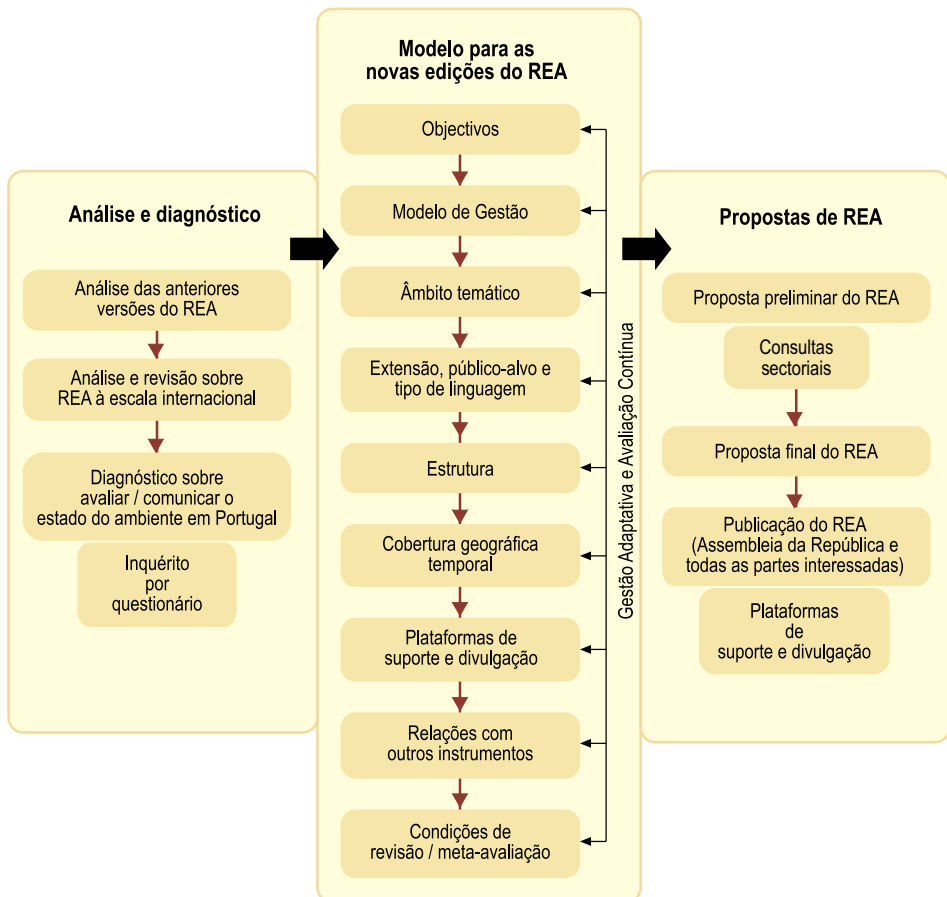 Análise e diagnóstico
Análise das anteriores
versões do REA
Análise e revisão sobre
REA à escala internacional
Diagnóstico sobre
avaliar / comunicar o
estado do ambiente em Portugal
Inquérito
por
questionário
Modelo para as
novas edições do REA
Objectivos
Modelo de Gestão
Âmbito temático
Extensão, público-alvo e
tipo de linguagem
Estrutura
Cobertura geográfica
temporal
Plataformas de
suporte e divulgação
Relações com
outros instrumentos
Condições de
revisão / meta-avaliação
Gestão Adaptativa e Avaliação Contínua
Propostas de REA
Proposta preliminar do REA
Consultas
sectoriais
Proposta final do REA
Publicação do REA
(Assembleia da República e
todas as partes interessadas)
Plataformas
de
suporte e divulgação